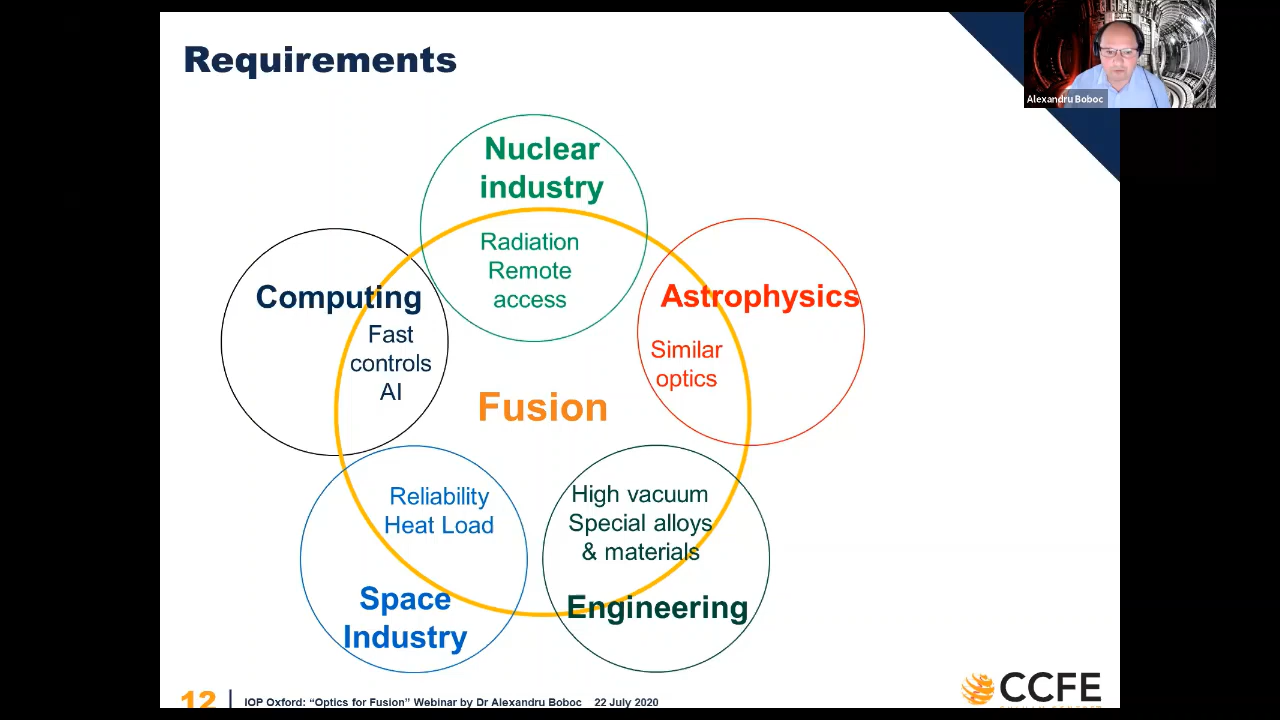 Requirements
Alexandru Boboc
Nuclear
industry
Radiation
Remote
access
Computing
Fast
controls
AI
Astrophysics
Similar
optics
Fusion
Reliability
Heat Load
Space
Industry
High vacuum
Special alloys
& materials
Engineering
12
IOP Oxford: “Optics for Fusion” Webinar by Dr Alexandru Boboc 22 July 2020
CCFE